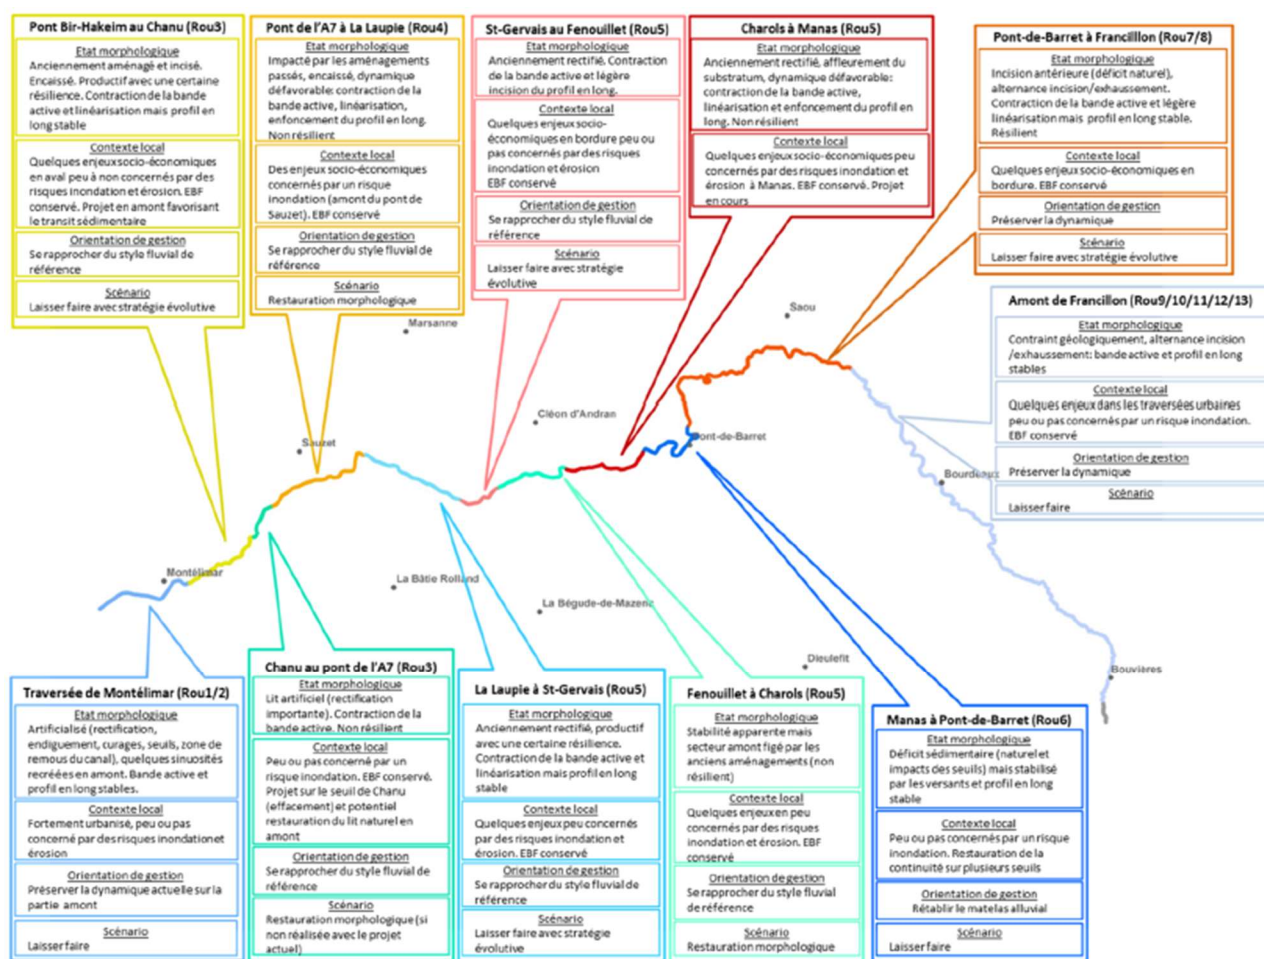 Pont Bir-Hakeim au Chanu (Rou3)
Etat morphologique
Anciennement aménagé et incisé.
Encaissé. Productif avec une certaine
résilience. Contraction de la bande
active et linéarisation mais profil en
long stable
Contexte local
Quelques enjeux socio-économiques
en aval peu à non concernés par des
risques inondation et érosion. EBF
conservé. Projet en amont favorisant
le transit sédimentaire
Orientation de gestion
Se rapprocher du style fluvial de
référence
Scénario
Laisser faire avec stratégie évolutive
Pont de l'A7 à La Laupie (Rou4)
Etat morphologique
Impacté par les aménagements
passés, encaissé, dynamique
défavorable: contraction de la
bande active, linéarisation,
enfoncement du profil en long.
Non résilient
Contexte local
Des enjeux socio-économiques
concernés par un risque
inondation (amont du pont de
Sauzet). EBF conservé
Orientation de gestion
Se rapprocher du style fluvial de
référence
Scénario
Restauration morphologique
St-Gervais au Fenouillet (Rou5)
Etat morphologique
Anciennement rectifié. Contraction
de la bande active et légère
incision du profil en long.
Contexte local
Quelques enjeux socio-
économiques en bordure peu ou
pas concernés par des risques
inondation et érosion
EBF conservé
Orientation de gestion
Se rapprocher du style fluvial de
référence
Scénario
Laisser faire avec stratégie
évolutive
Charols à Manas (Rou5)
Etat morphologique
Anciennement rectifié, affleurement du
substratum, dynamique défavorable:
contraction de la bande active,
linéarisation et enfoncement du profil en
long. Non résilient
Contexte local
Quelques enjeux socio-économiques peu
concernés par des risques inondation et
érosion à Manas. EBF conservé. Projet
en cours
Pont-de-Barret à Francilllon (Rou7/8)
Etat morphologique
Incision antérieure (déficit naturel),
alternance incision/exhaussement.
Contraction de la bande active et légère
linéarisation mais profil en long stable.
Résilient
Contexte local
Quelques enjeux socio-économiques en
bordure. EBF conservé
Orientation de gestion
Préserver la dynamique
Scénario
Laisser faire avec stratégie évolutive
Amont de Francillon (Rou9/10/11/12/13)
Etat morphologique
Contraint géologiquement, alternance incision
/exhaussement: bande active et profil en long
stables
Contexte local
Quelques enjeux dans les traversées urbaines
peu ou pas concernés par un risque inondation.
EBF conservé
Orientation de gestion
Préserver la dynamique
Scénario
Laisser faire
Saou
Marsanne
Cléon d'Andran
Sauzet
Pont-de-Barret
Bourdeaux
Montélimar
La Bâtie Rolland
La Bégude-de-Mazenc
Dieulefit
Bouvières
Traversée de Montélimar (Rou1/2)
Etat morphologique
Artificialisé (rectification,
endiguement, curages, seuils, zone de
remous du canal), quelques sinuosités
recréées en amont. Bande active et
profil en long stables.
Contexte local
Fortement urbanisé, peu ou pas
concerné par des risques inondation et
érosion
Orientation de gestion
Préserver la dynamique actuelle sur la
partie amont
Scénario
Laisser faire
Chanu au pont de l'A7 (Rou3)
Etat morphologique
Lit artificiel (rectification
importante). Contraction de la
bande active. Non résilient
Contexte local
Peu ou pas concerné par un
risque inondation. EBF conservé.
Projet sur le seuil de Chanu
(effacement) et potentiel
restauration du lit naturel en
amont
Orientation de gestion
Se rapprocher du style fluvial de
référence
Scénario
Restauration morphologique (si
non réalisée avec le projet
actuel)
La Laupie à St-Gervais (Rou5)
Etat morphologique
Anciennement rectifié, productif
avec une certaine résilience.
Contraction de la bande active et
linéarisation mais profil en long
stable
Contexte local
Quelques enjeux peu concernés
par des risques inondation et
érosion. EBF conservé
Orientation de gestion
Se rapprocher du style fluvial de
référence
Scénario
Laisser faire avec stratégie
évolutive
Fenouillet à Charols (Rou5)
Etat morphologique
Stabilité apparente mais
secteur amont figé par les
anciens aménagements (non
résilient)
Contexte local
Quelques enjeux en peu
concernés par des risques
inondation et érosion. EBF
conservé
Orientation de gestion
Se rapprocher du style fluvial
de référence
Scénario
Restauration morphologique
Manas à Pont-de-Barret (Rou6)
Etat morphologique
Déficit sédimentaire (naturel et
impacts des seuils) mais stabilisé
par les versants et profil en long
stable
Contexte local
Peu ou pas concernés par un risque
inondation. Restauration de la
continuité sur plusieurs seuils
Orientation de gestion
Rétablir le matelas alluvial
Scénario
Laisser faire